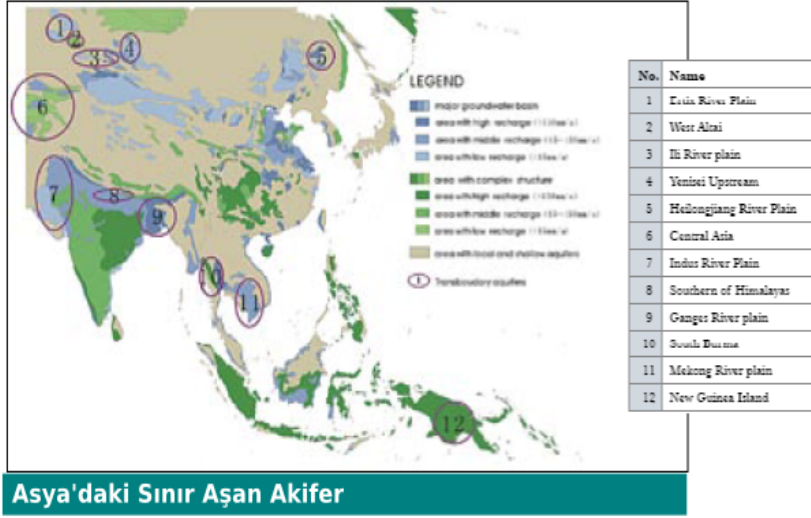 1
2
3
4
5
6
7
8
9
10
11
12
LEGEND
major groundwater basin
area with high recharge
area with middle recharge
area with low recharge
area with complex structure
area with high recharge
area with middle recharge
area with low recharge
area with local and shallow aquifers
1 Transboundary aquifers
No. Name
1 River Plain
2 West Altai
3 Ili River plain
4 Yenisei Upstream
5 Heilongjiang River Plain
6 Central Asia
7 Indus River Plain
8 Southern of Himalayas
9 Ganges River plain
10 South Burma
11 Mekong River plain
12 New Guinea Island
Asya'daki Sınır Aşan Akifer